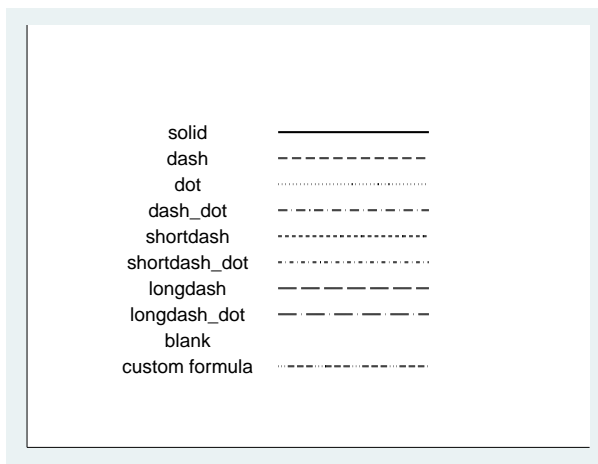 solid
dash
dot
dash_dot
shortdash
shortdash_dot
longdash
longdash_dot
blank
custom formula